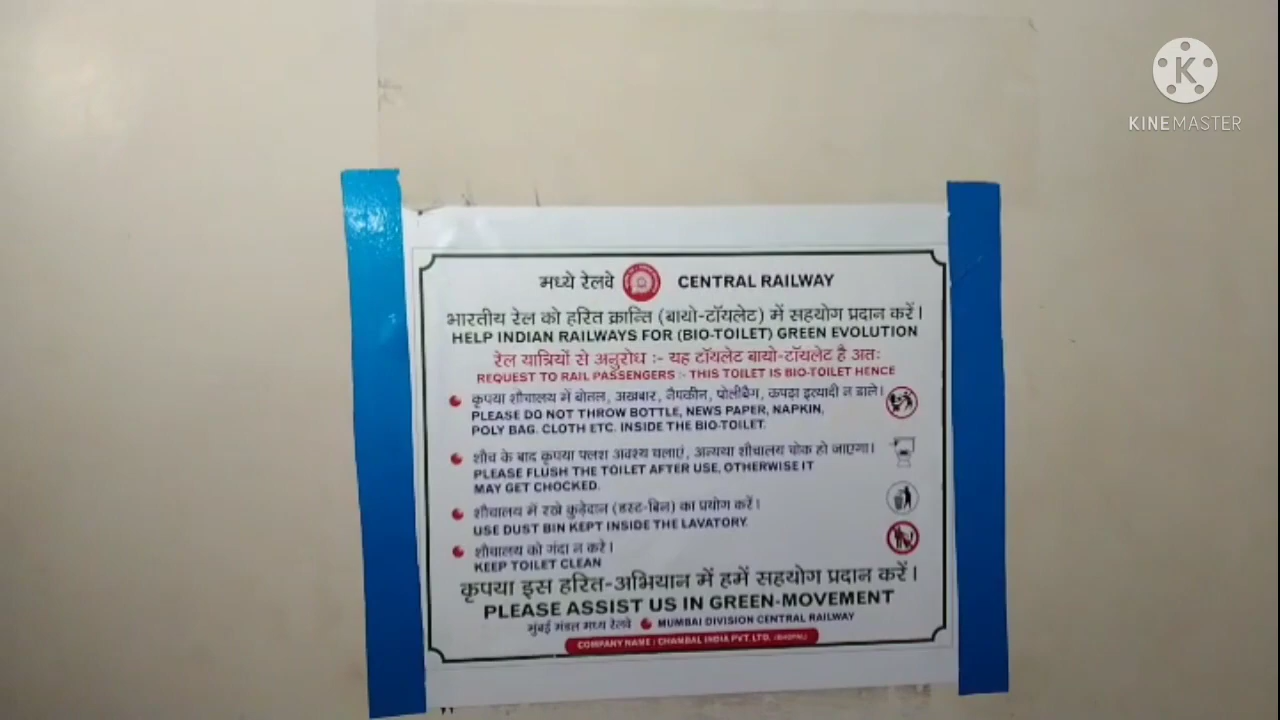 KINEMASTER
मध्ये रेलवे CENTRAL RAILWAY
भारतीय रेल को हरित क्रान्ति (बायो-टॉयलेट) में सहयोग प्रदान करें।
HELP INDIAN RAILWAYS FOR (BIO-TOILET) GREEN EVOLUTION
रेल यात्रियों से अनुरोध :- यह टॉयलेट बायो-टॉयलेट है अतः
REQUEST TO RAIL PASSENGERS :- THIS TOILET IS BIO-TOILET HENCE
कृपया शौचालय में बोतल, अखबार, नैपकीन, पोलीबैग, कपड़ा इत्यादी न डाले।
PLEASE DO NOT THROW BOTTLE, NEWS PAPER, NAPKIN,
POLY BAG. CLOTH ETC. INSIDE THE BIO-TOILET.
शौच के बाद कृपया फ्लश अवश्य चलाएं, अन्यथा शौचालय चोक हो जाएगा।
PLEASE FLUSH THE TOILET AFTER USE, OTHERWISE IT
MAY GET CHOCKED.
शौचालय में रखे कुड़ेदान (डस्ट-बिन) का प्रयोग करें।
USE DUST BIN KEPT INSIDE THE LAVATORY.
शौचालय को गंदा न करे।
KEEP TOILET CLEAN
कृपया इस हरित-अभियान में हमें सहयोग प्रदान करें।
PLEASE ASSIST US IN GREEN-MOVEMENT
मुंबई मंडल मध्य रेलवे MUMBAI DIVISION CENTRAL RAILWAY
COMPANY NAME : CHAMBAL INDIA PVT. LTD. (BHOPAL)